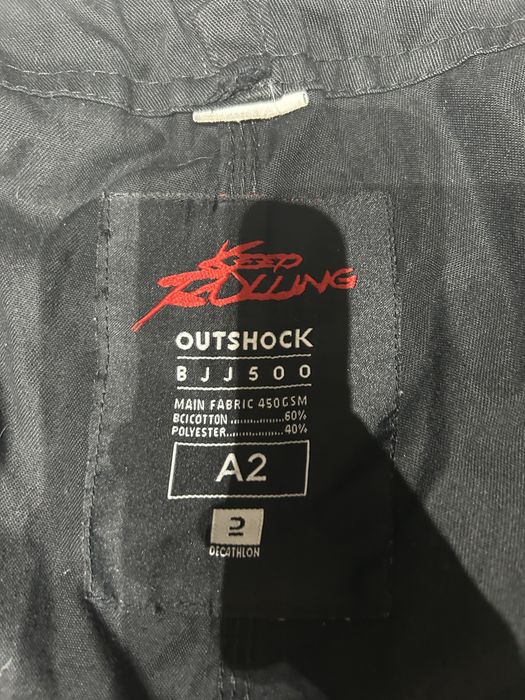 KEEP
ROLLING
OUTSHOCK
BJJ500
MAIN FABRIC 450GSM
BCICOTTON................60%
POLYESTER................40%
A2
DECATHLON